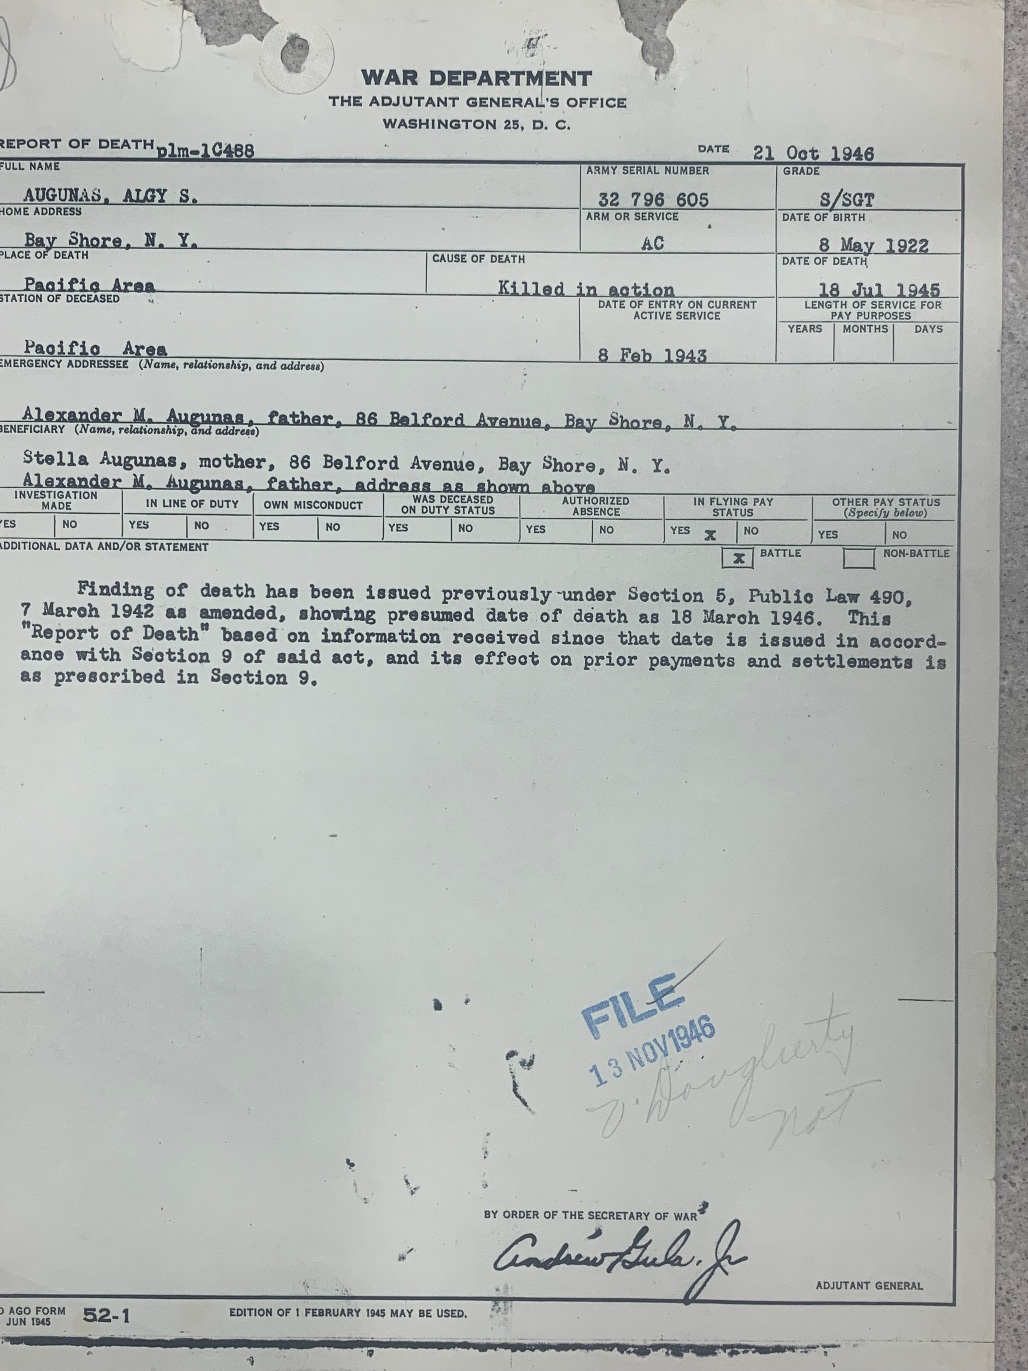 WAR DEPARTMENT
THE ADJUTANT GENERAL'S OFFICE
WASHINGTON 25, D. C.
REPORT OF DEATH plm-1C488 DATE 21 Oct 1946
FULL NAME ARMY SERIAL NUMBER GRADE
AUGUNAS, ALGY S. 32 796 605 S/SGT
HOME ADDRESS ARM OR SERVICE DATE OF BIRTH
Bay Shore, N. Y. AC 8 May 1922
PLACE OF DEATH CAUSE OF DEATH DATE OF DEATH
Pacific Area Killed in action 18 Jul 1945
STATION OF DECEASED DATE OF ENTRY ON CURRENT ACTIVE SERVICE LENGTH OF SERVICE FOR PAY PURPOSES
YEARS MONTHS DAYS
Pacific Area 8 Feb 1943
EMERGENCY ADDRESSEE (Name, relationship, and address)
Alexander M. Augunas, father, 86 Belford Avenue, Bay Shore, N. Y.
BENEFICIARY (Name, relationship, and address)
Stella Augunas, mother, 86 Belford Avenue, Bay Shore, N. Y.
Alexander M. Augunas, father, address as shown above
INVESTIGATION MADE IN LINE OF DUTY OWN MISCONDUCT WAS DECEASED ON DUTY STATUS AUTHORIZED ABSENCE IN FLYING PAY STATUS OTHER PAY STATUS (Specify below)
YES NO YES NO YES NO YES NO YES NO YES X NO YES NO
ADDITIONAL DATA AND/OR STATEMENT X BATTLE NON-BATTLE
Finding of death has been issued previously under Section 5, Public Law 490,
7 March 1942 as amended, showing presumed date of death as 18 March 1946. This
"Report of Death" based on information received since that date is issued in accord-
ance with Section 9 of said act, and its effect on prior payments and settlements is
as prescribed in Section 9.
FILE
13 NOV 1946
Dougherty
BY ORDER OF THE SECRETARY OF WAR
Andrew Gula, Jr
ADJUTANT GENERAL
AGO FORM 52-1 EDITION OF 1 FEBRUARY 1945 MAY BE USED.
JUN 1945